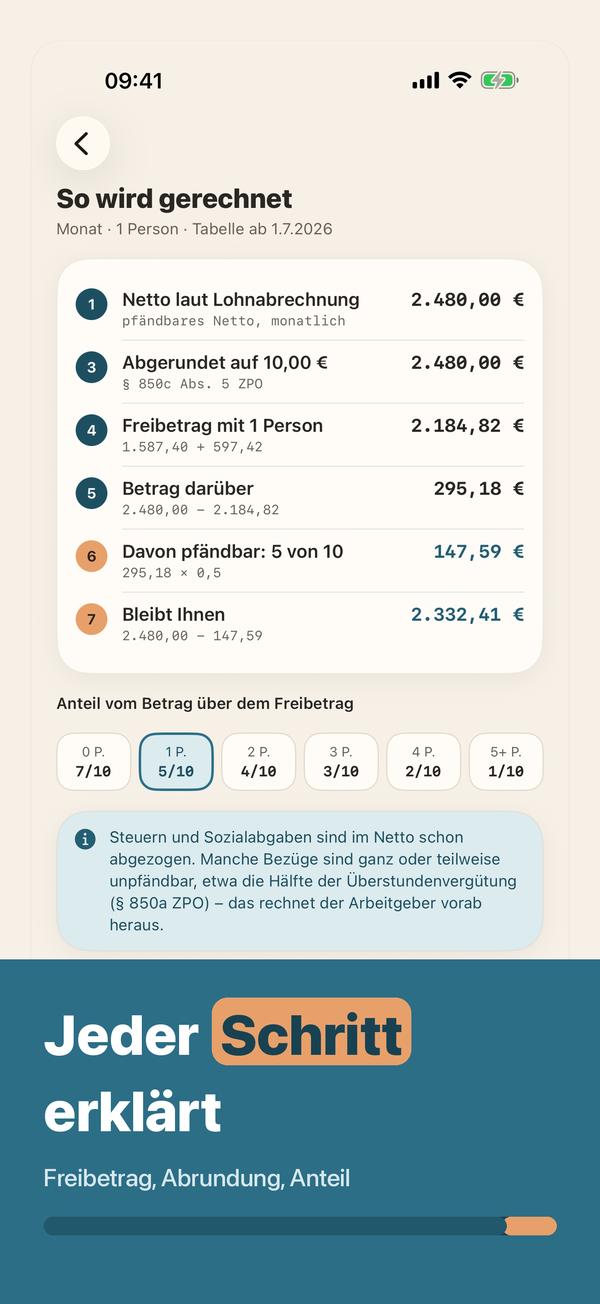 09:41
So wird gerechnet
Monat · 1 Person · Tabelle ab 1.7.2026
1 Netto laut Lohnabrechnung 2.480,00 €
pfändbares Netto, monatlich
3 Abgerundet auf 10,00 € 2.480,00 €
§ 850c Abs. 5 ZPO
4 Freibetrag mit 1 Person 2.184,82 €
1.587,40 + 597,42
5 Betrag darüber 295,18 €
2.480,00 − 2.184,82
6 Davon pfändbar: 5 von 10 147,59 €
295,18 × 0,5
7 Bleibt Ihnen 2.332,41 €
2.480,00 − 147,59
Anteil vom Betrag über dem Freibetrag
0 P. 1 P. 2 P. 3 P. 4 P. 5+ P.
7/10 5/10 4/10 3/10 2/10 1/10
Steuern und Sozialabgaben sind im Netto schon
abgezogen. Manche Bezüge sind ganz oder teilweise
unpfändbar, etwa die Hälfte der Überstundenvergütung
(§ 850a ZPO) – das rechnet der Arbeitgeber vorab
heraus.
Jeder Schritt
erklärt
Freibetrag, Abrundung, Anteil